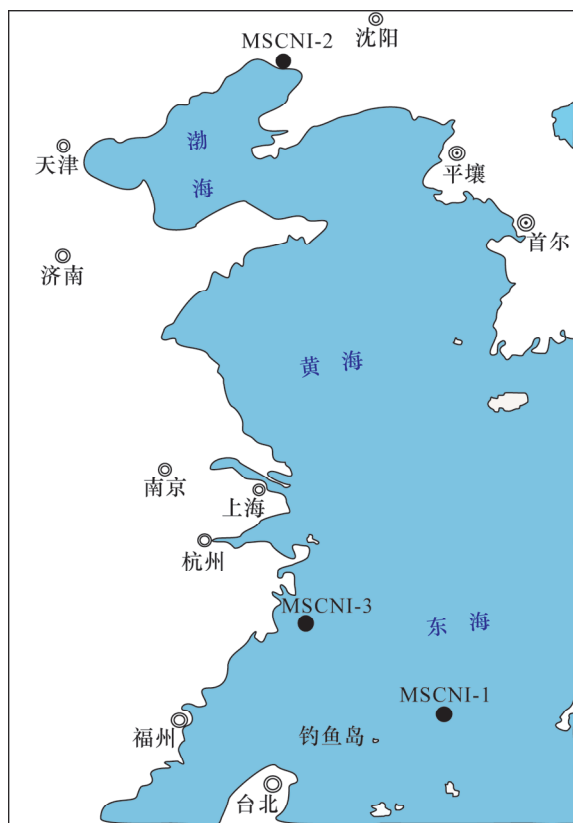 沈阳
MSCNI-2
渤
海
天津
平壤
首尔
济南
黄 海
南京
上海
杭州
MSCNI-3
东 海
MSCNI-1
福州
钓鱼岛
台北